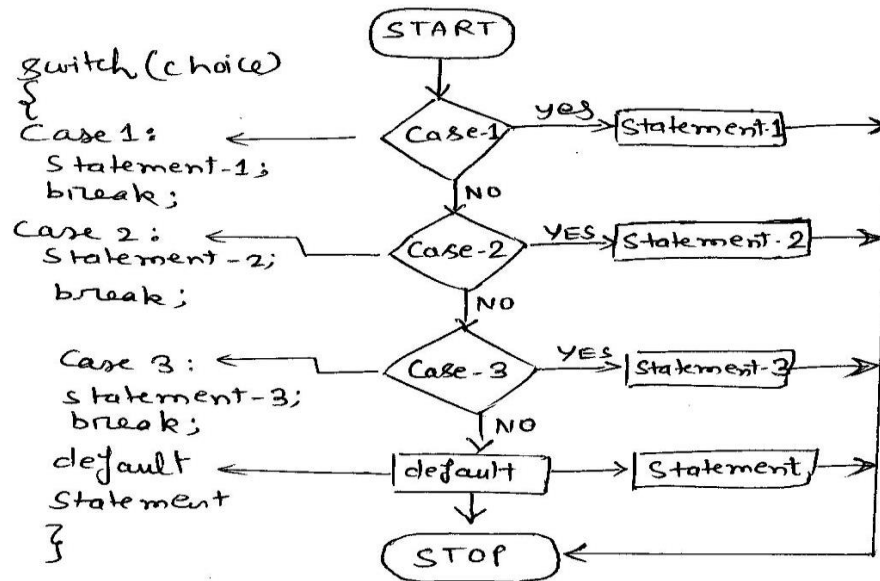 switch (choice)
{
Case 1:
Statement-1;
break;
Case 2:
Statement-2;
break;
Case 3:
Statement-3;
break;
default
Statement
}
START
Case-1
yes
Statement-1
NO
Case-2
YES
Statement-2
NO
Case-3
YES
Statement-3
NO
default
Statement
STOP